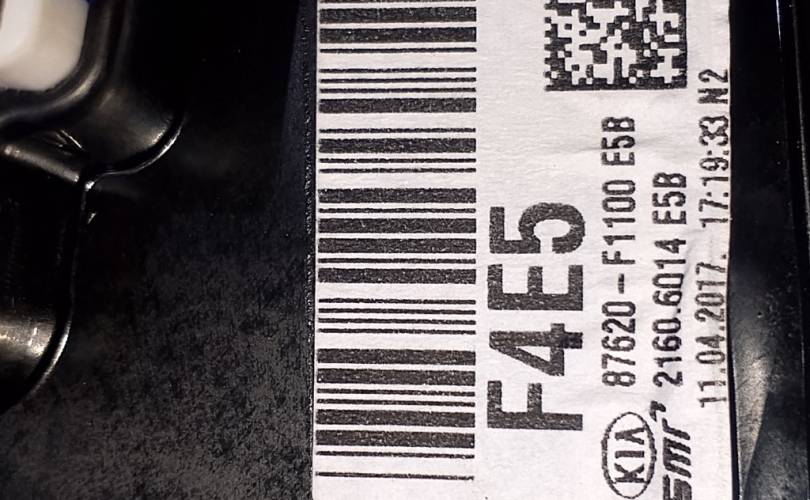 F4E5
87620-F1100 E5B
KIA
2160.6014 E5B
SMR
11.04.2017. 17:19:33 N2